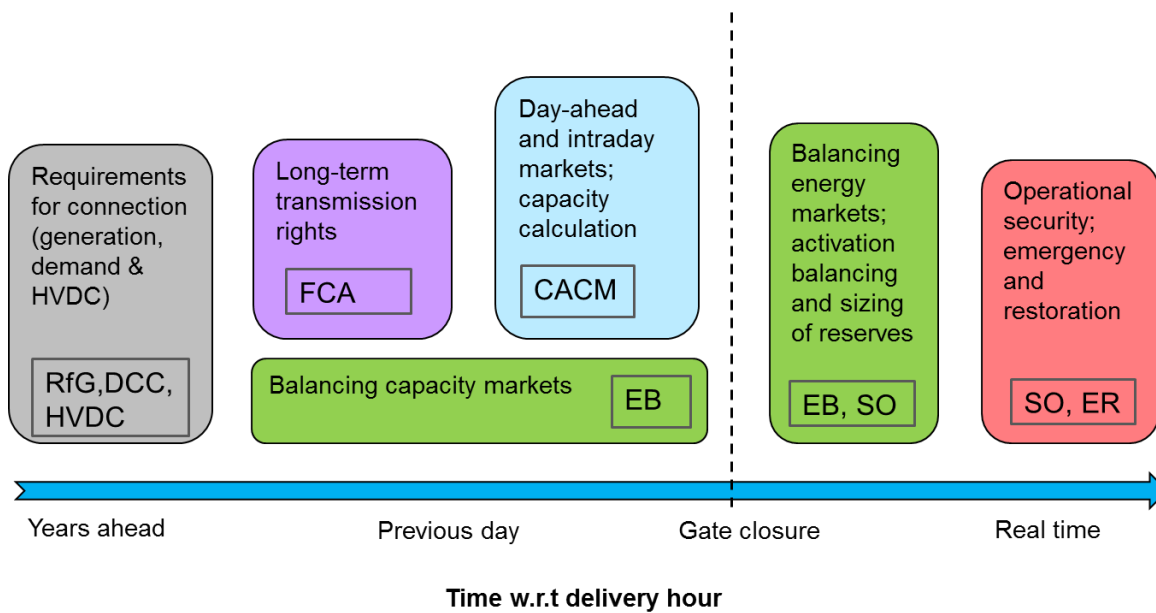 Requirements
for connection
(generation,
demand &
HVDC)
RfG,DCC,
HVDC
Long-term
transmission
rights
FCA
Day-ahead
and intraday
markets;
capacity
calculation
CACM
Balancing capacity markets
EB
Balancing
energy
markets;
activation
balancing
and sizing
of reserves
EB, SO
Operational
security;
emergency
and
restoration
SO, ER
Years ahead
Previous day
Gate closure
Real time
Time w.r.t delivery hour